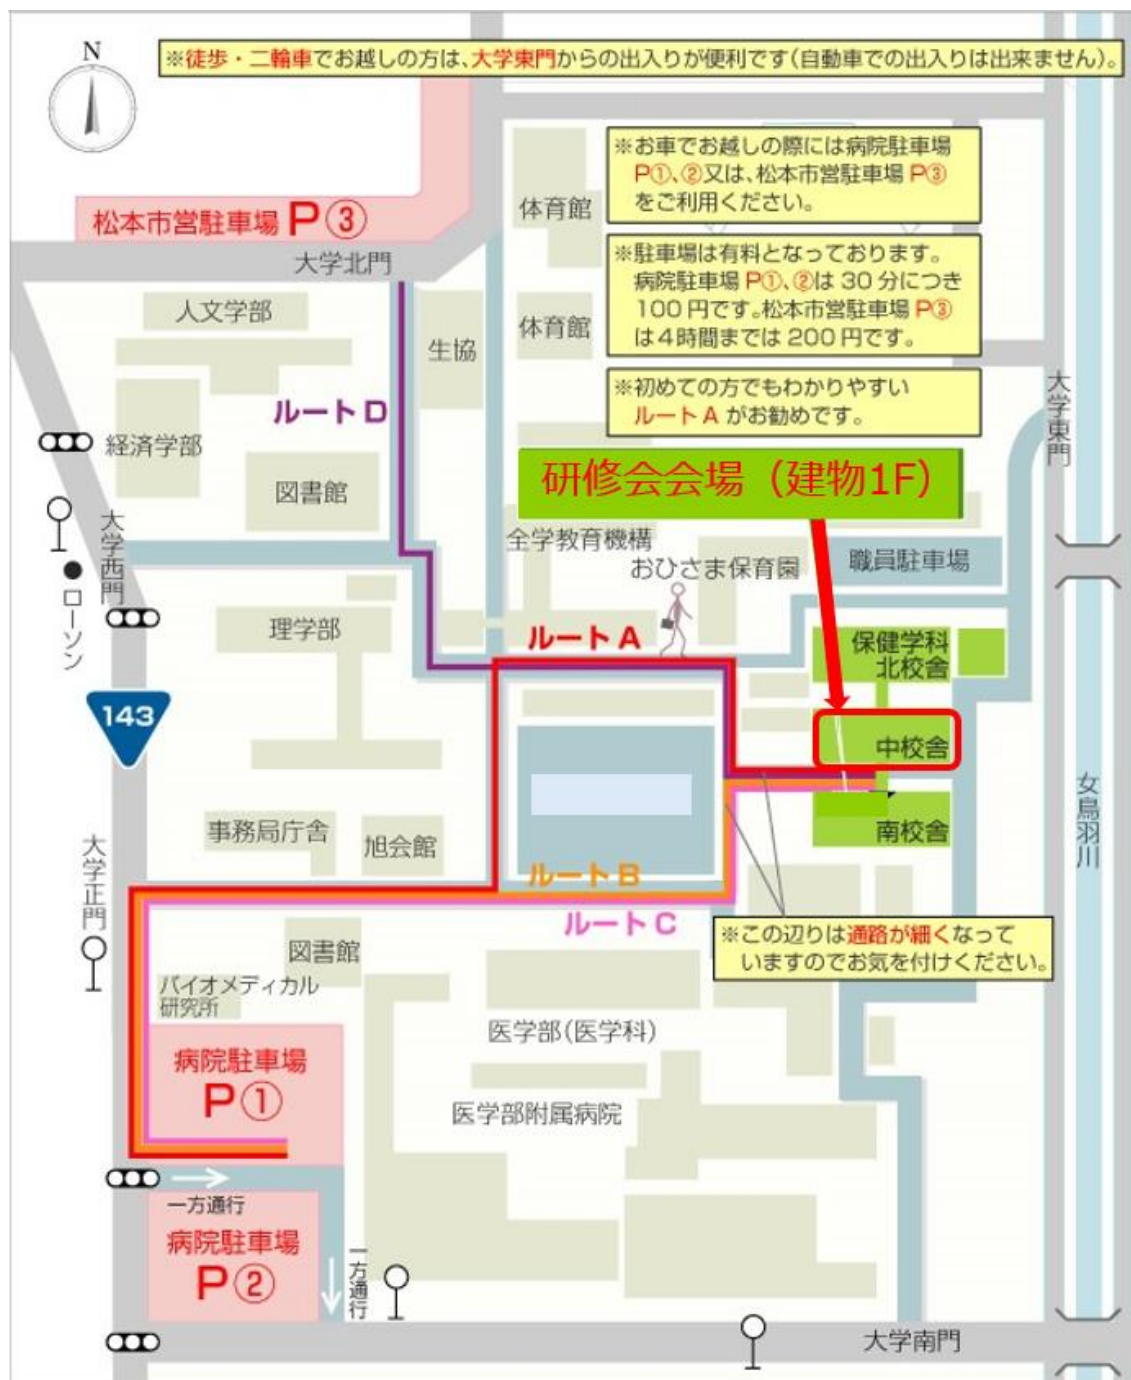 N
※徒歩・二輪車でお越しの方は、大学東門からの出入りが便利です(自動車での出入りは出来ません)。
※お車でお越しの際には病院駐車場
P①、②又は、松本市営駐車場 P③
をご利用ください。
松本市営駐車場 P③
体育館
大学北門
※駐車場は有料となっております。
病院駐車場 P①、②は 30 分につき
100 円です。松本市営駐車場 P③
は4時間までは 200 円です。
人文学部
体育館
生協
※初めての方でもわかりやすい
ルートA がお勧めです。
大学東門
ルートD
経済学部
図書館
研修会会場（建物1F）
大学西門
全学教育機構
おひさま保育園
職員駐車場
ローソン
理学部
ルートA
保健学科
北校舎
143
中校舎
女鳥羽川
事務局庁舎
旭会館
南校舎
大学正門
ルートB
ルートC
※この辺りは通路が細くなって
いますのでお気を付けください。
図書館
バイオメディカル
研究所
医学部(医学科)
病院駐車場
P①
医学部附属病院
一方通行
病院駐車場
P②
一方通行
大学南門